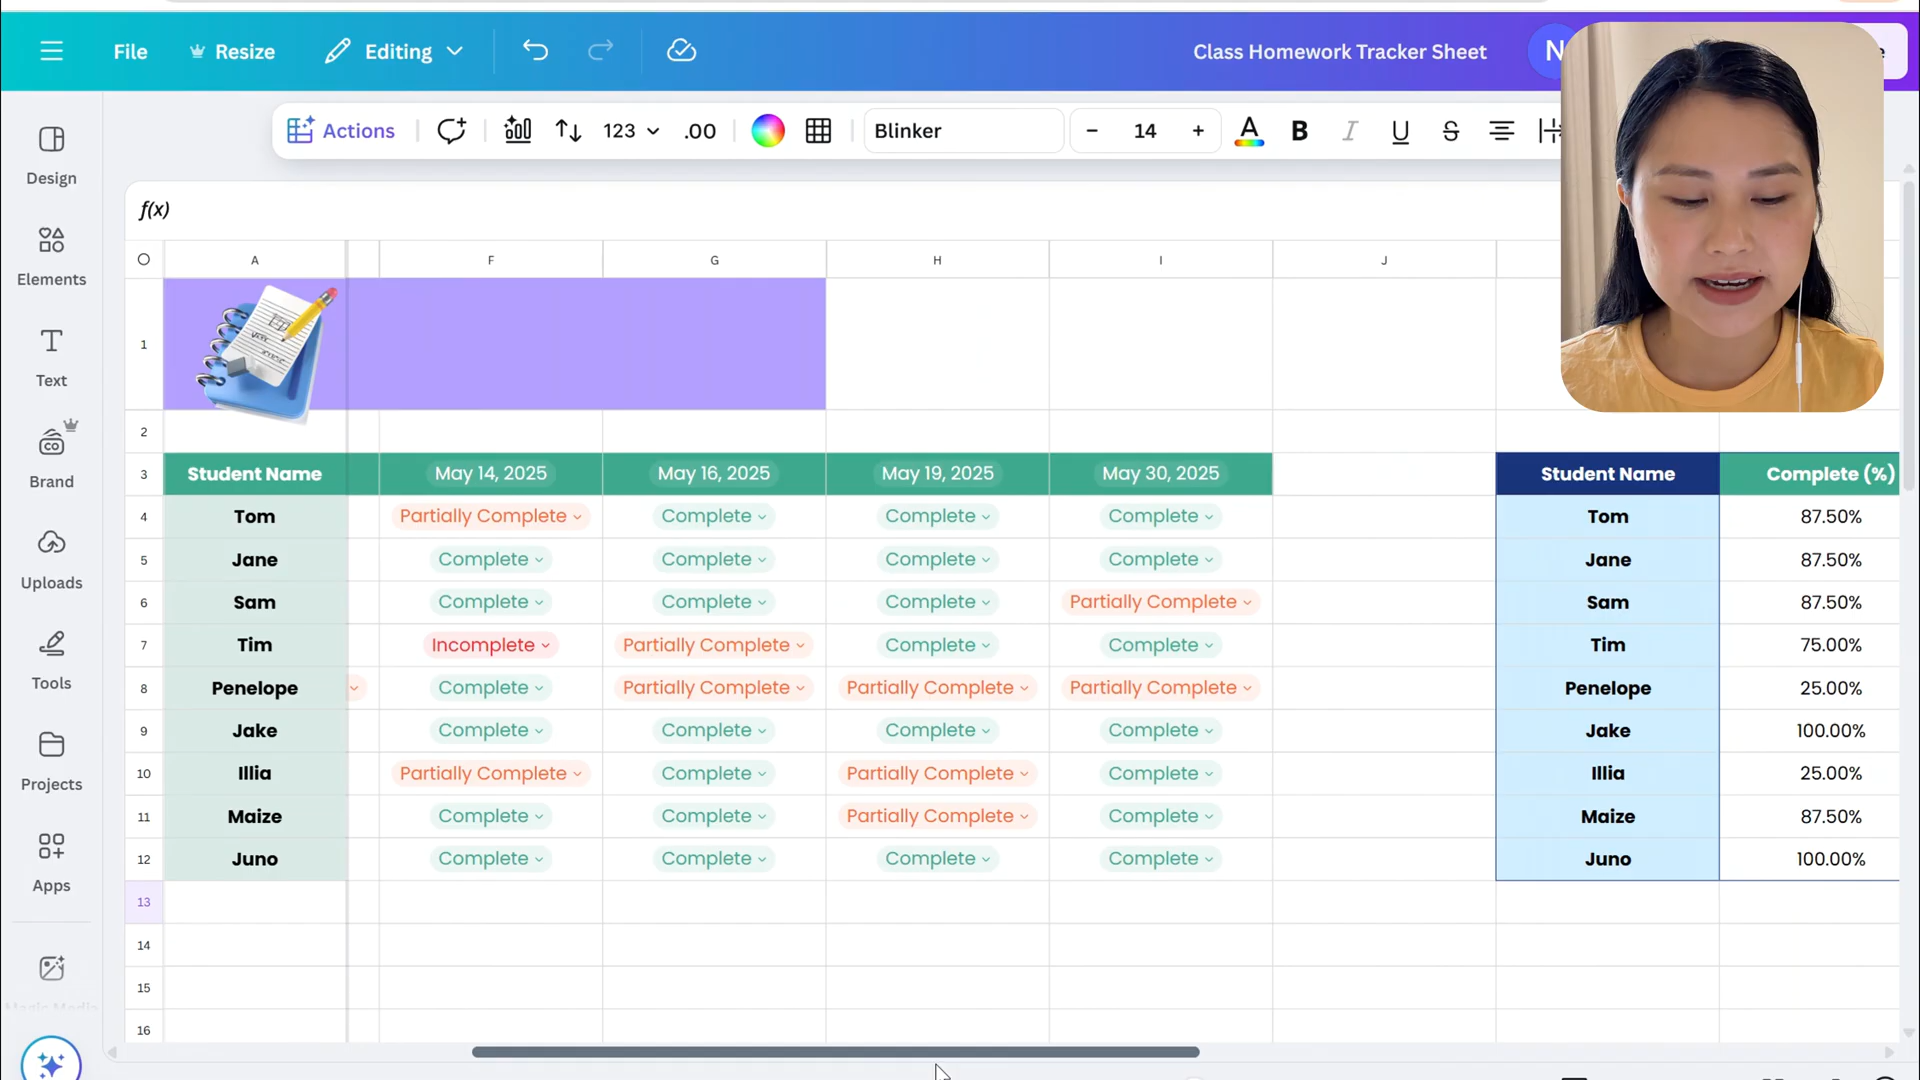 File Resize Editing Class Homework Tracker Sheet N
Actions 123 .00 Blinker – 14 + A B I U S
f(x)
A F G H I J
1
2
3 Student Name May 14, 2025 May 16, 2025 May 19, 2025 May 30, 2025 Student Name Complete (%)
4 Tom Partially Complete Complete Complete Complete Tom 87.50%
5 Jane Complete Complete Complete Complete Jane 87.50%
6 Sam Complete Complete Complete Partially Complete Sam 87.50%
7 Tim Incomplete Partially Complete Complete Complete Tim 75.00%
8 Penelope Complete Partially Complete Partially Complete Partially Complete Penelope 25.00%
9 Jake Complete Complete Complete Complete Jake 100.00%
10 Illia Partially Complete Complete Partially Complete Complete Illia 25.00%
11 Maize Complete Complete Partially Complete Complete Maize 87.50%
12 Juno Complete Complete Complete Complete Juno 100.00%
13
14
15
16
Design
Elements
Text
Brand
Uploads
Tools
Projects
Apps